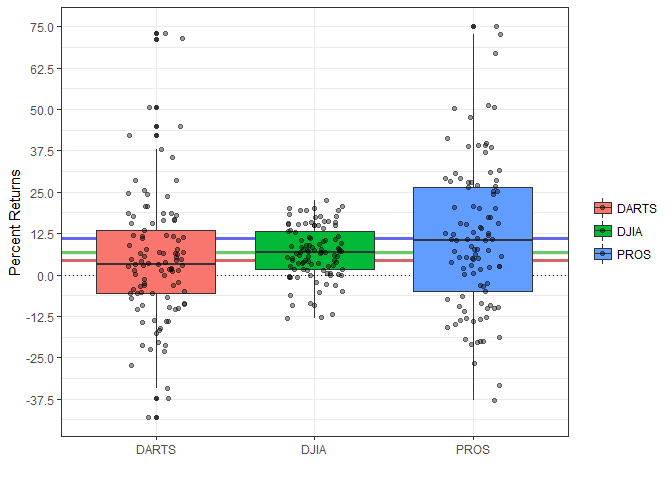 Percent Returns
75.0
62.5
50.0
37.5
25.0
12.5
0.0
-12.5
-25.0
-37.5
DARTS DJIA PROS
DARTS
DJIA
PROS